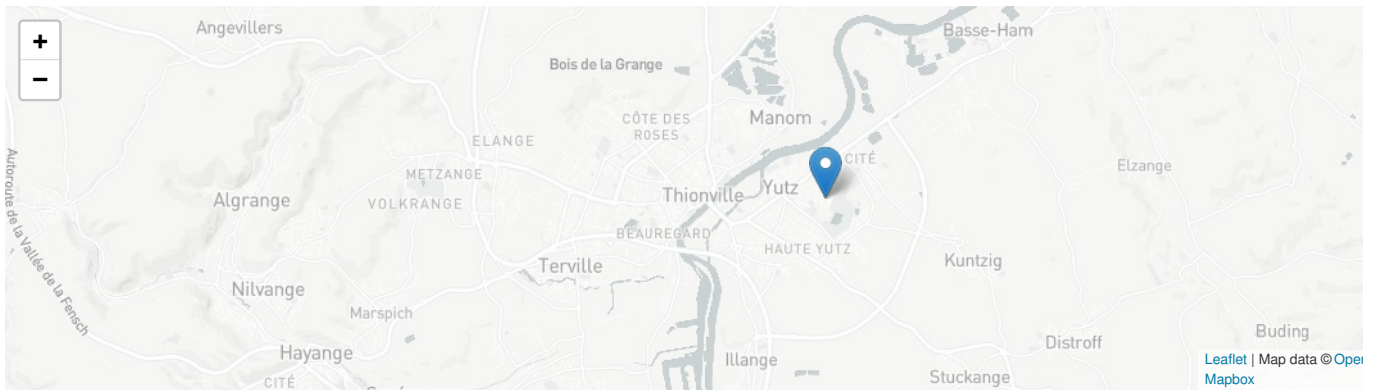 +
−
Angevillers
Basse-Ham
Bois de la Grange
CÔTE DES
ROSES
Manom
ELANGE
CITÉ
Autoroute de la Vallée de la Fensch
Elzange
METZANGE
Algrange
VOLKRANGE
Thionville
Yutz
BEAUREGARD
HAUTE YUTZ
Terville
Kuntzig
Nilvange
Marspich
Hayange
Illange
Distroff
Buding
CITÉ
Stuckange
Leaflet | Map data © Open
Mapbox